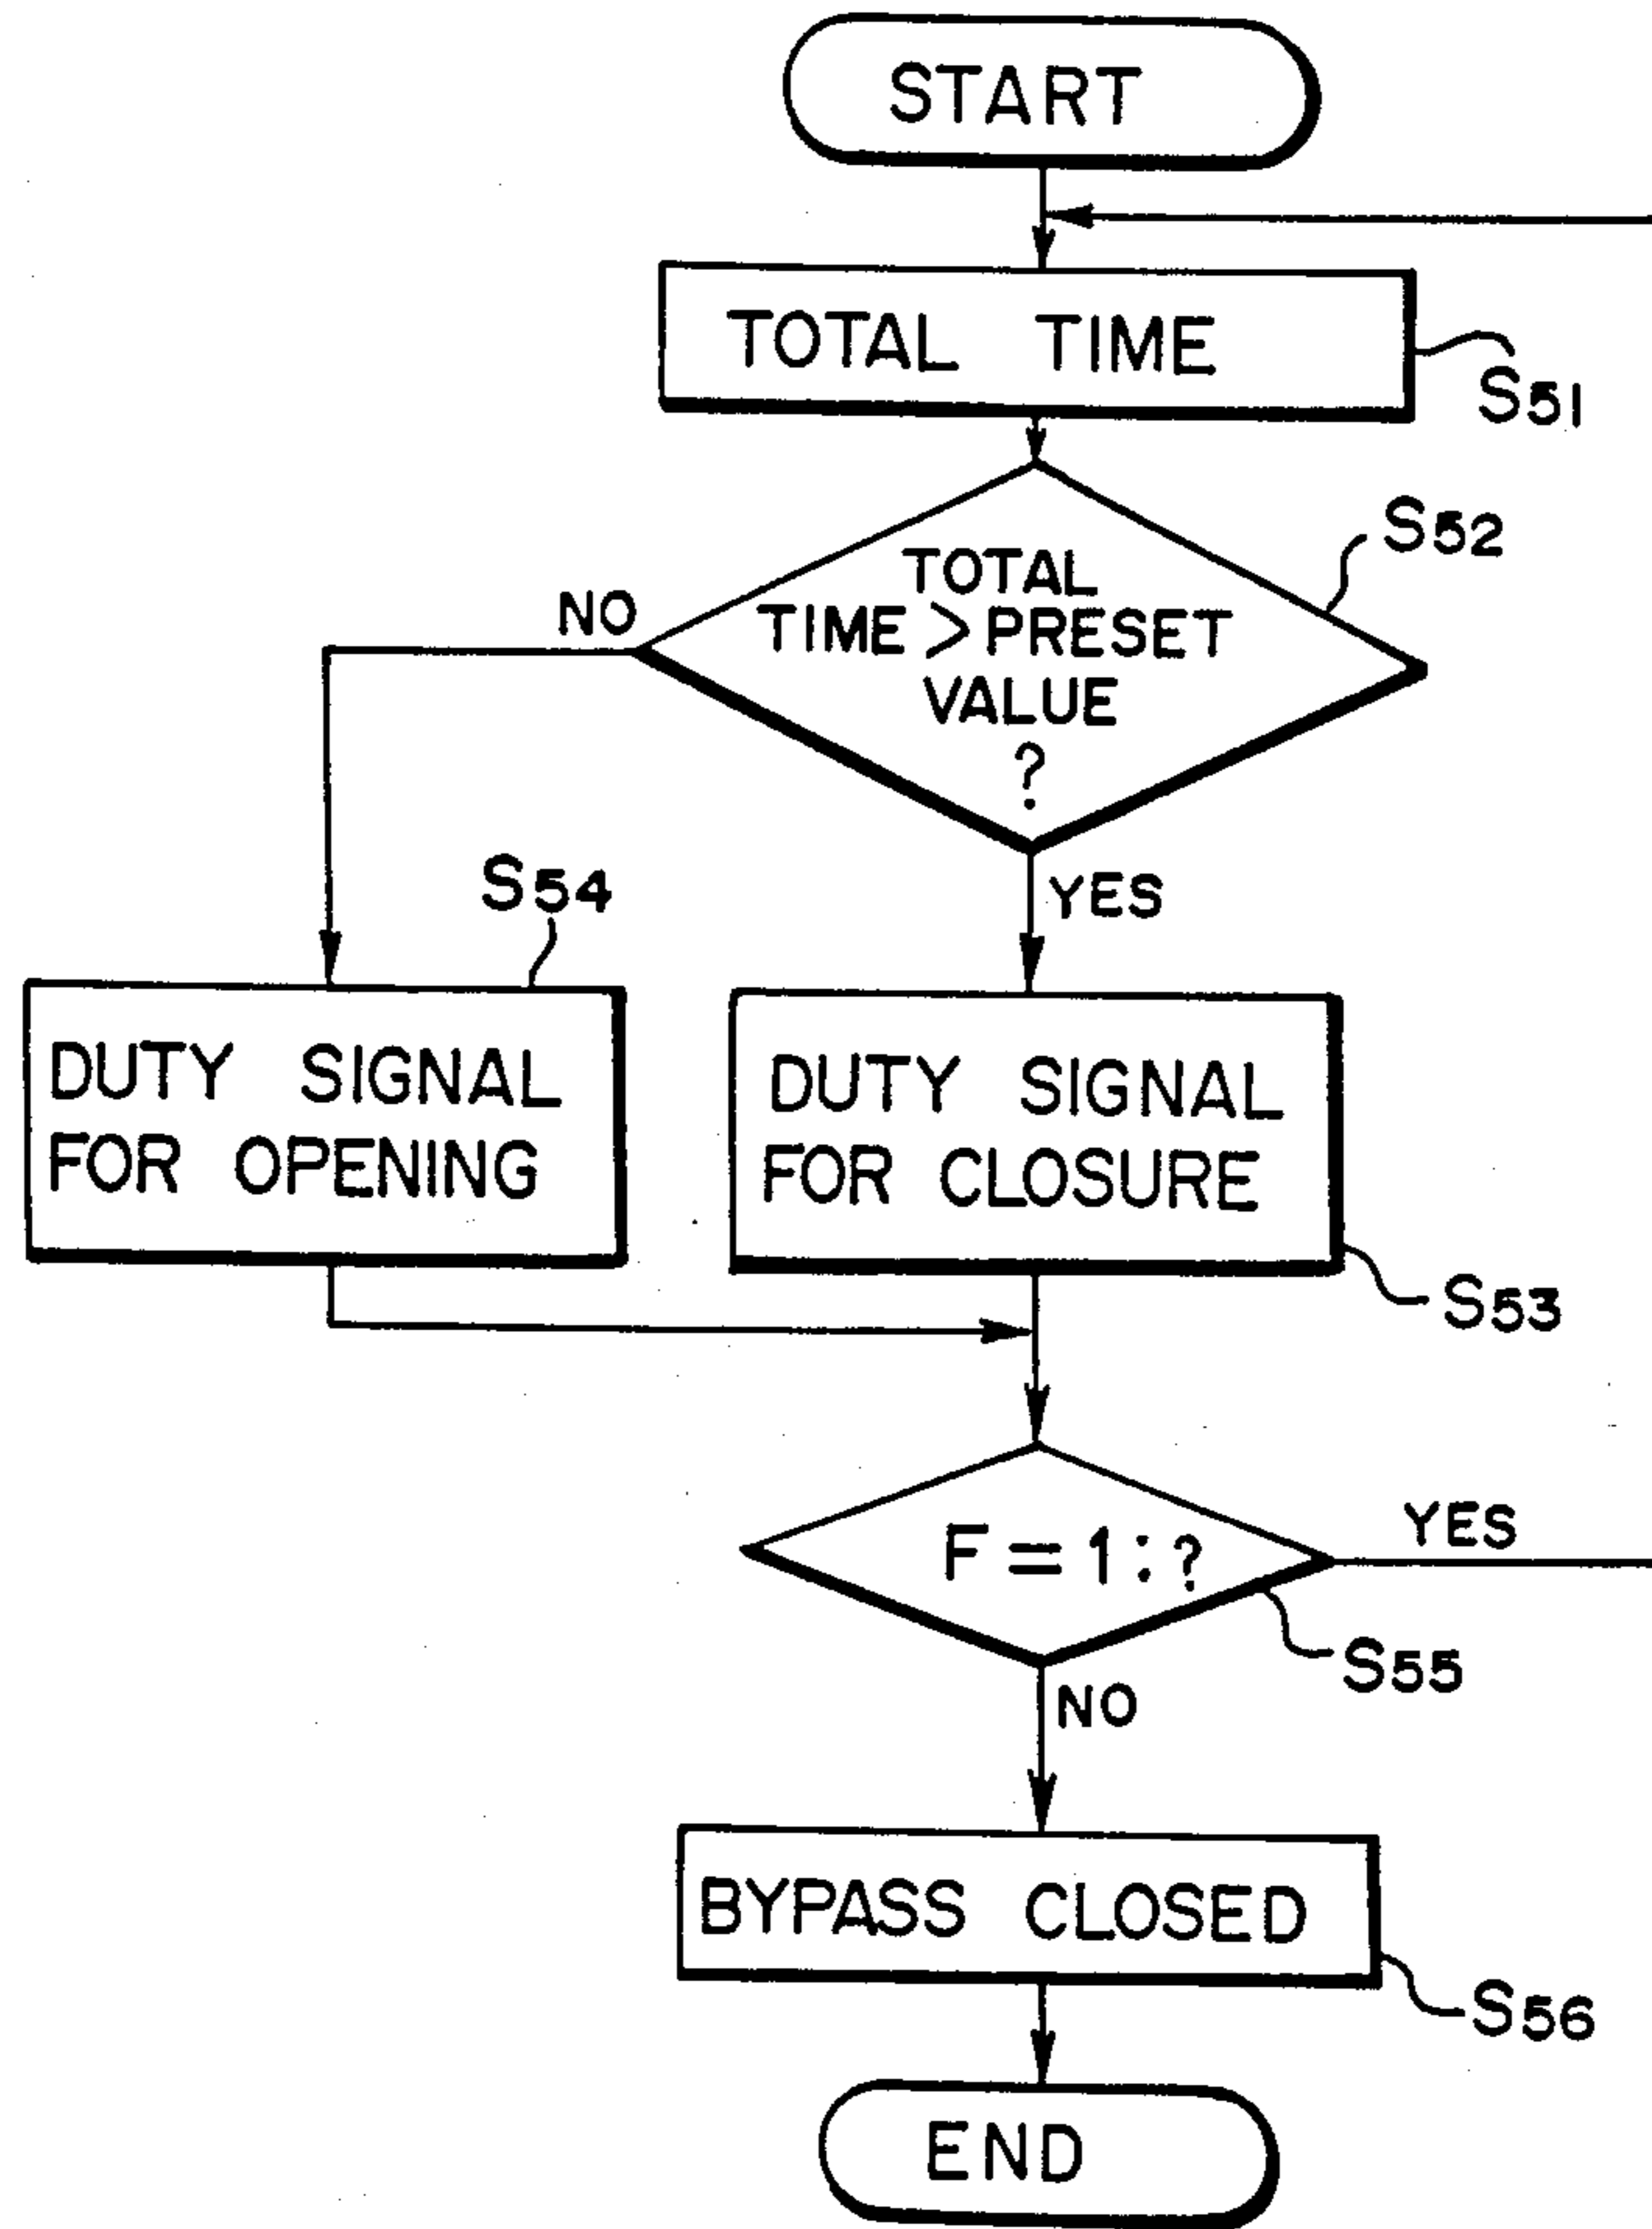 START
TOTAL TIME
S51
TOTAL
TIME > PRESET
VALUE
?
S52
NO
YES
S54
DUTY SIGNAL
FOR OPENING
DUTY SIGNAL
FOR CLOSURE
S53
F = 1 : ?
YES
S55
NO
BYPASS CLOSED
S56
END